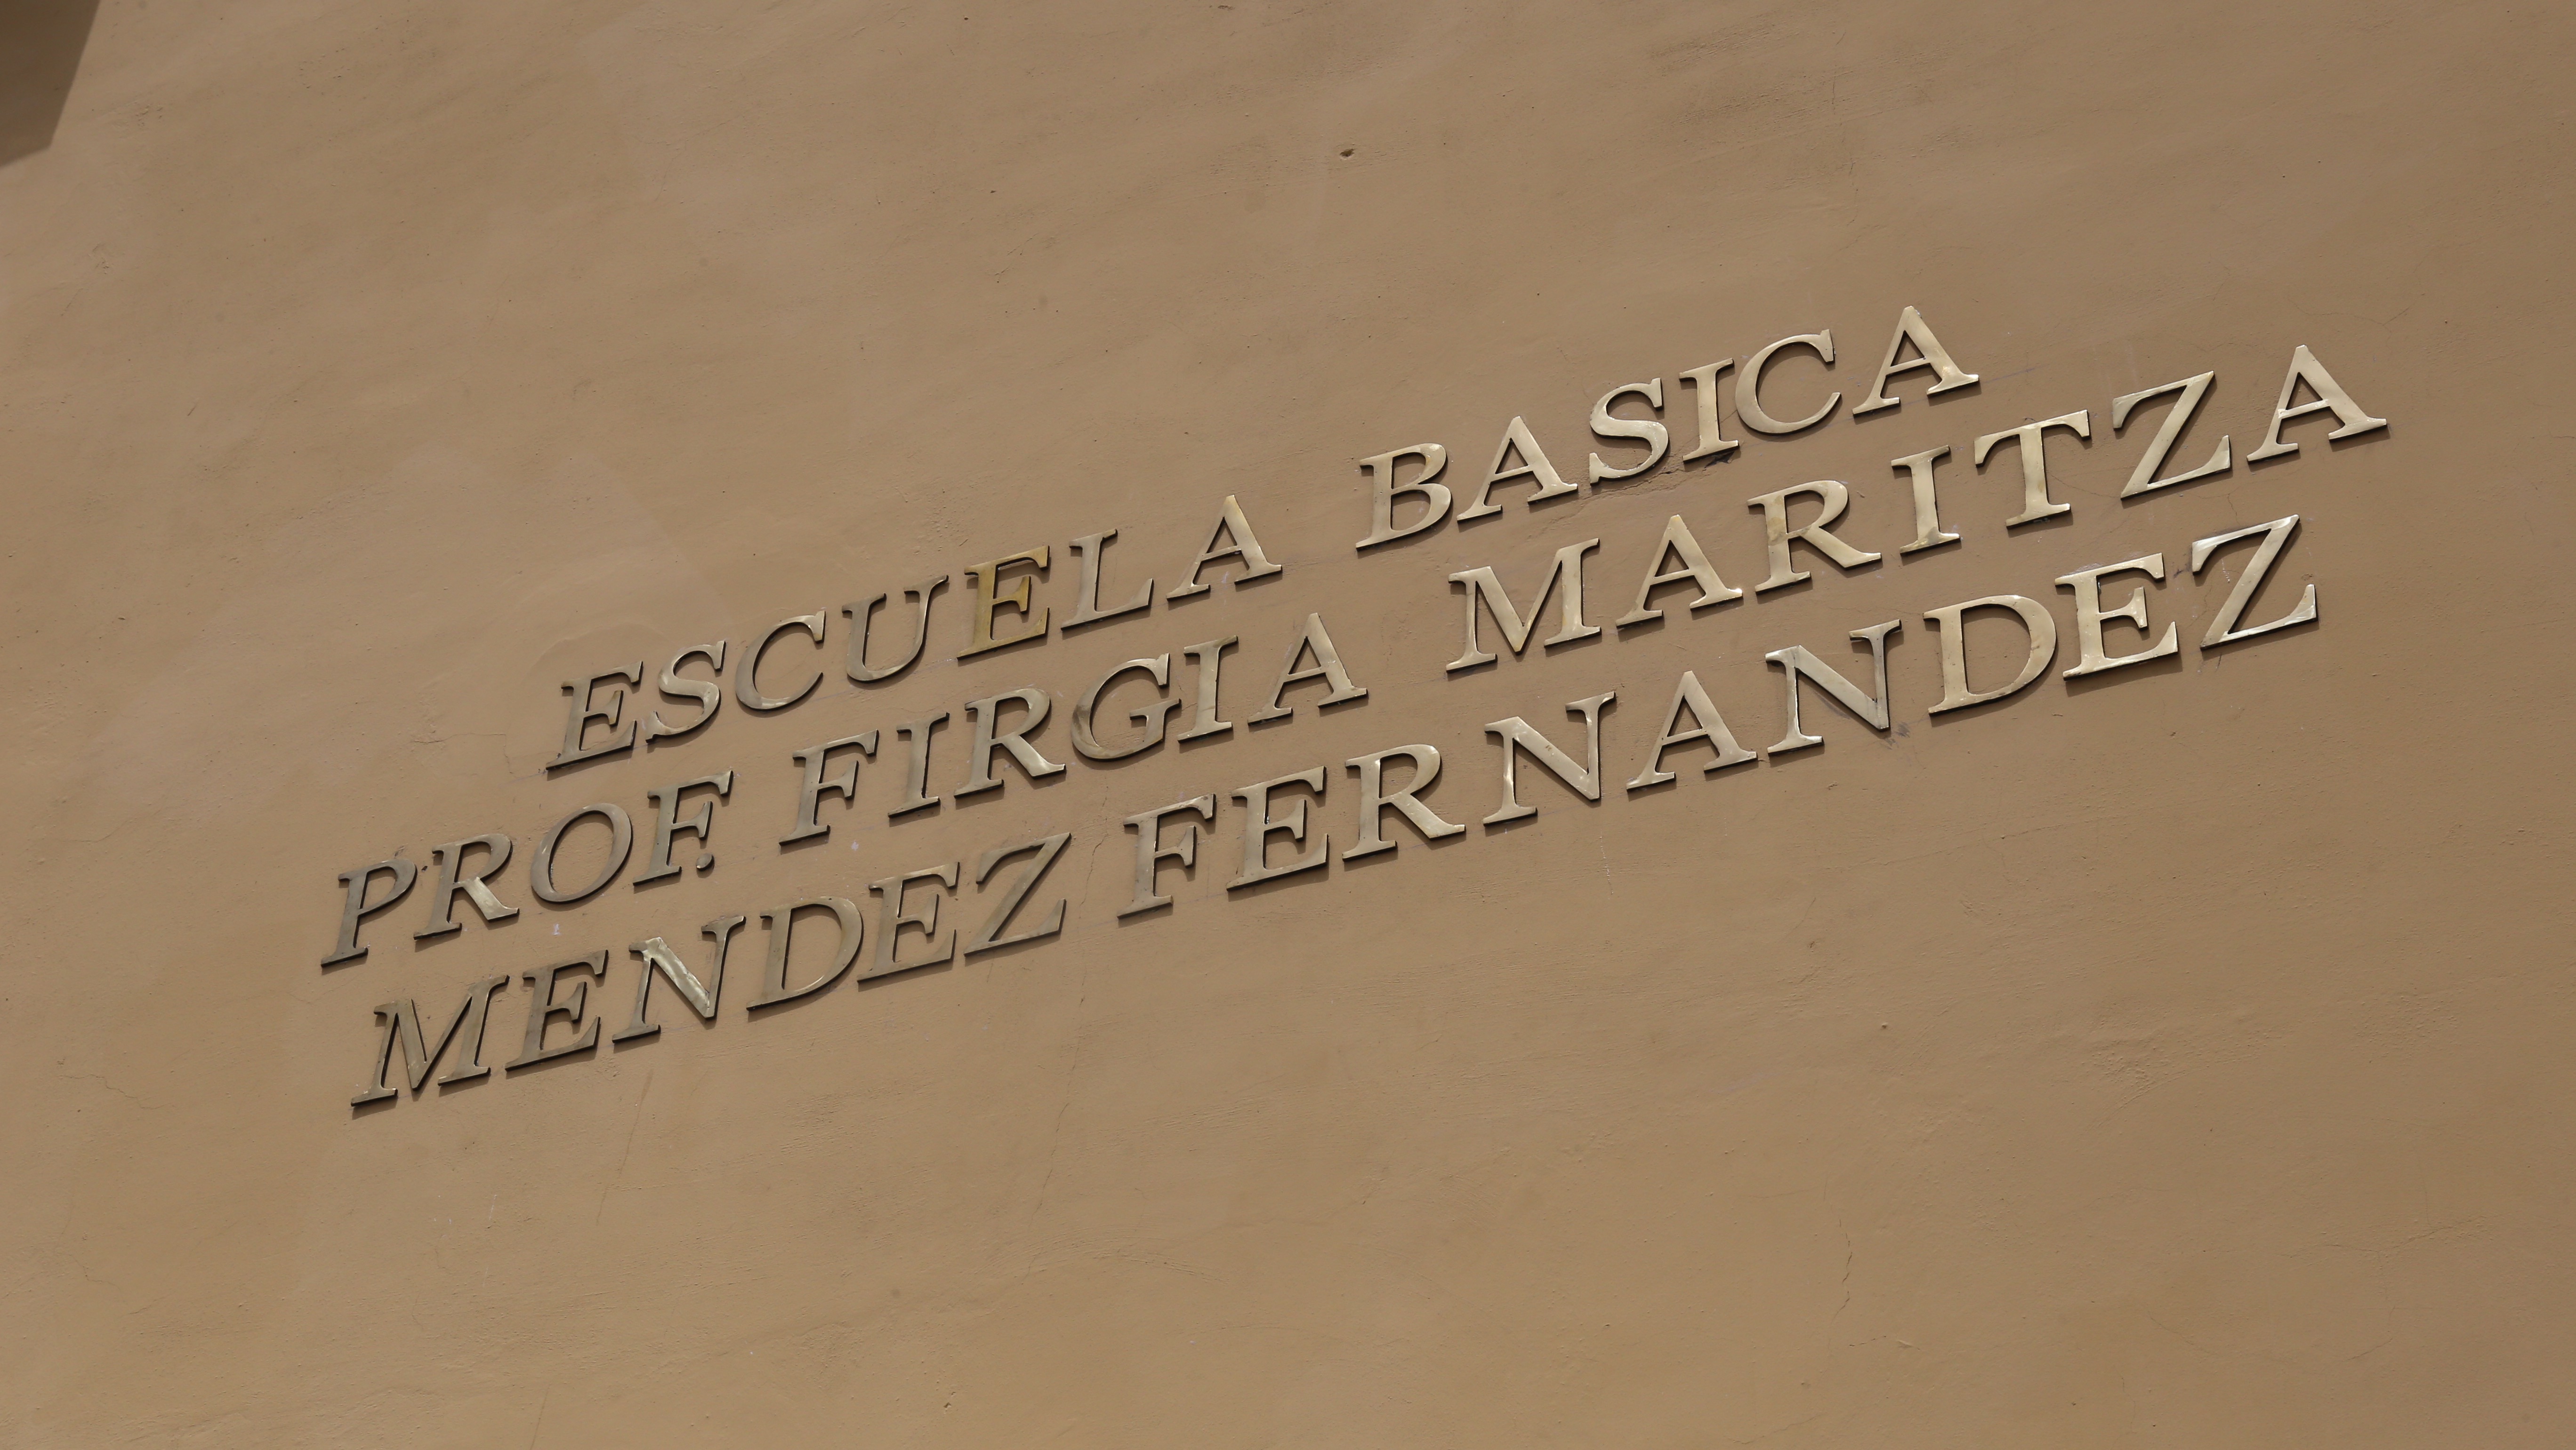 ESCUELA BASICA
PROF. FIRGIA MARITZA
MENDEZ FERNANDEZ